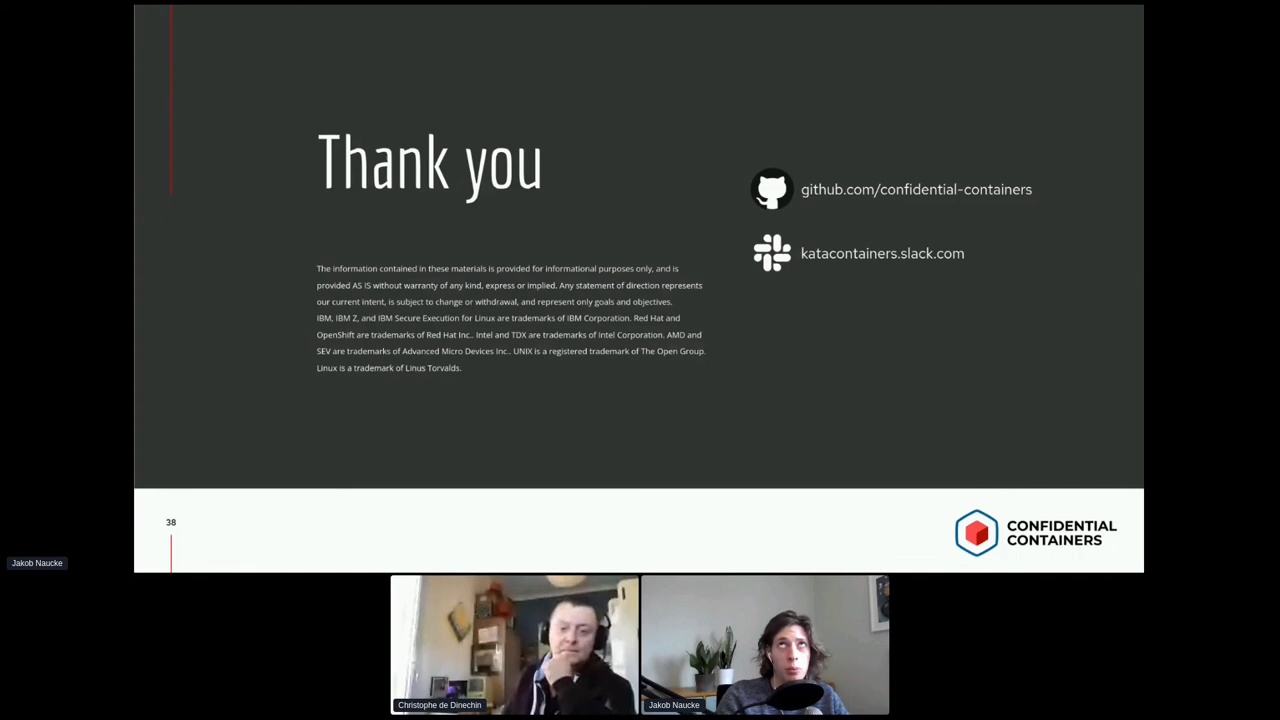 Thank you
github.com/confidential-containers
katacontainers.slack.com
The information contained in these materials is provided for informational purposes only, and is
provided AS IS without warranty of any kind, express or implied. Any statement of direction represents
our current intent, is subject to change or withdrawal, and represent only goals and objectives.
IBM, IBM Z, and IBM Secure Execution for Linux are trademarks of IBM Corporation. Red Hat and
OpenShift are trademarks of Red Hat Inc.. Intel and TDX are trademarks of Intel Corporation. AMD and
SEV are trademarks of Advanced Micro Devices Inc.. UNIX is a registered trademark of The Open Group.
Linux is a trademark of Linus Torvalds.
38
CONFIDENTIAL
CONTAINERS
Jakob Naucke
Christophe de Dinechin
Jakob Naucke